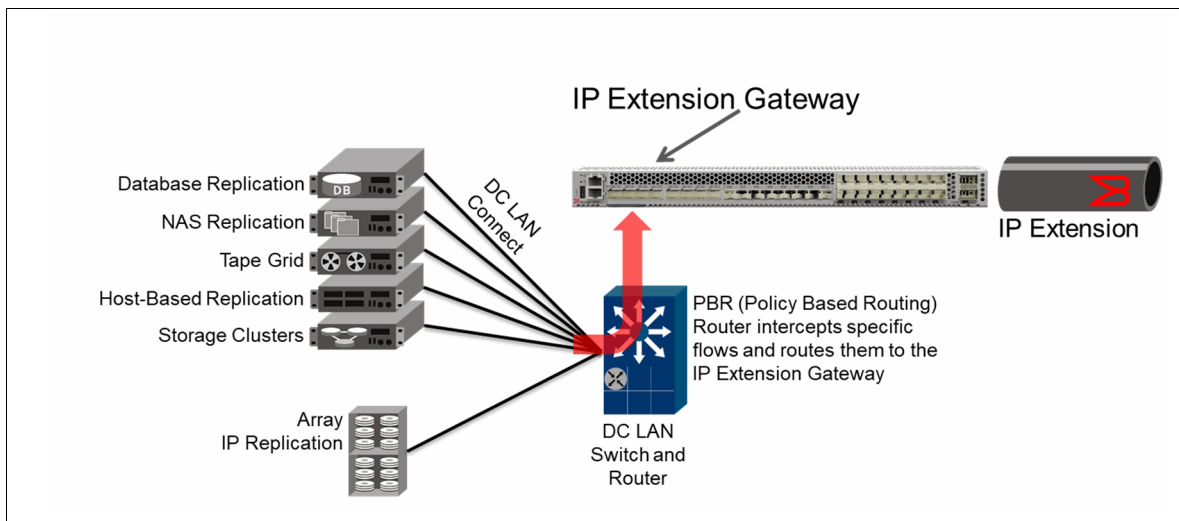 IP Extension Gateway
Database Replication
DB
NAS Replication
Tape Grid
Host-Based Replication
Storage Clusters
DC LAN
Connect
IP Extension
PBR (Policy Based Routing)
Router intercepts specific
flows and routes them to the
IP Extension Gateway
Array
IP Replication
DC LAN
Switch and
Router